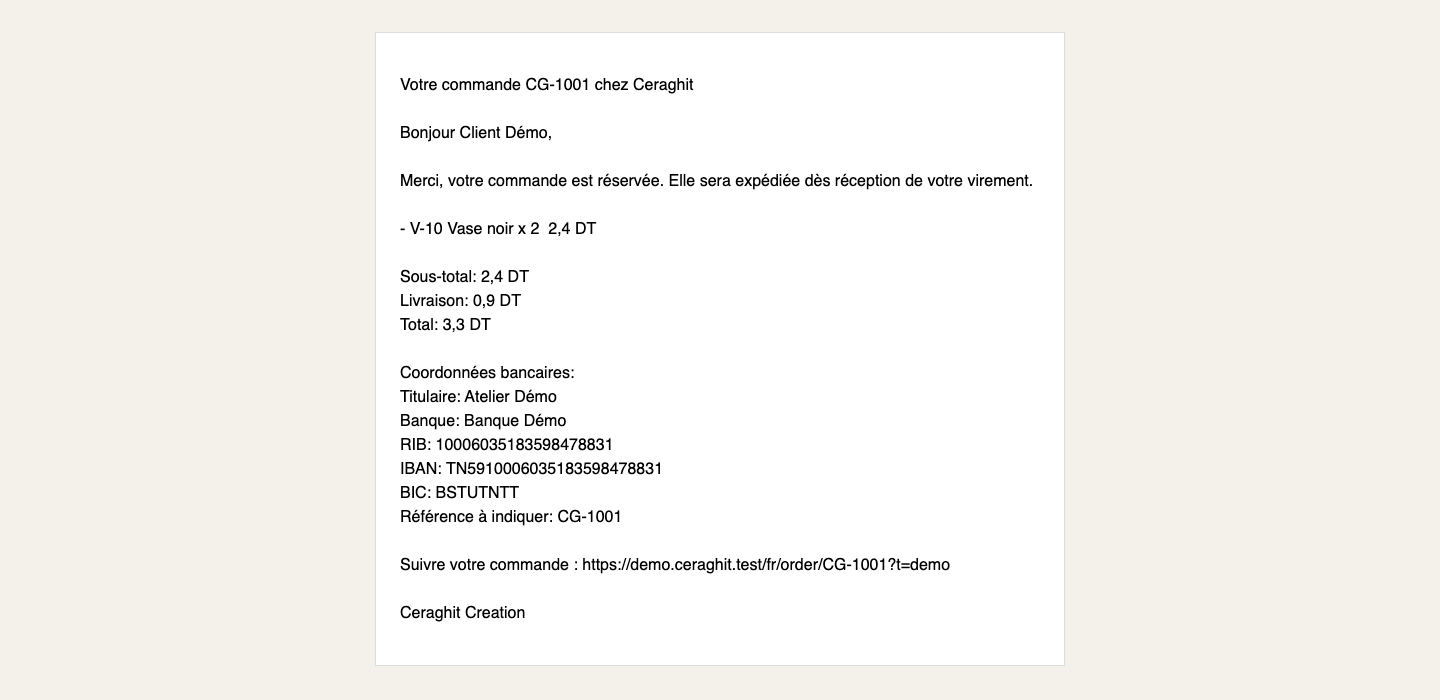 Votre commande CG-1001 chez Ceraghit
Bonjour Client Démo,
Merci, votre commande est réservée. Elle sera expédiée dès réception de votre virement.
- V-10 Vase noir x 2  2,4 DT
Sous-total: 2,4 DT
Livraison: 0,9 DT
Total: 3,3 DT
Coordonnées bancaires:
Titulaire: Atelier Démo
Banque: Banque Démo
RIB: 10006035183598478831
IBAN: TN5910006035183598478831
BIC: BSTUTNTT
Référence à indiquer: CG-1001
Suivre votre commande : https://demo.ceraghit.test/fr/order/CG-1001?t=demo
Ceraghit Creation